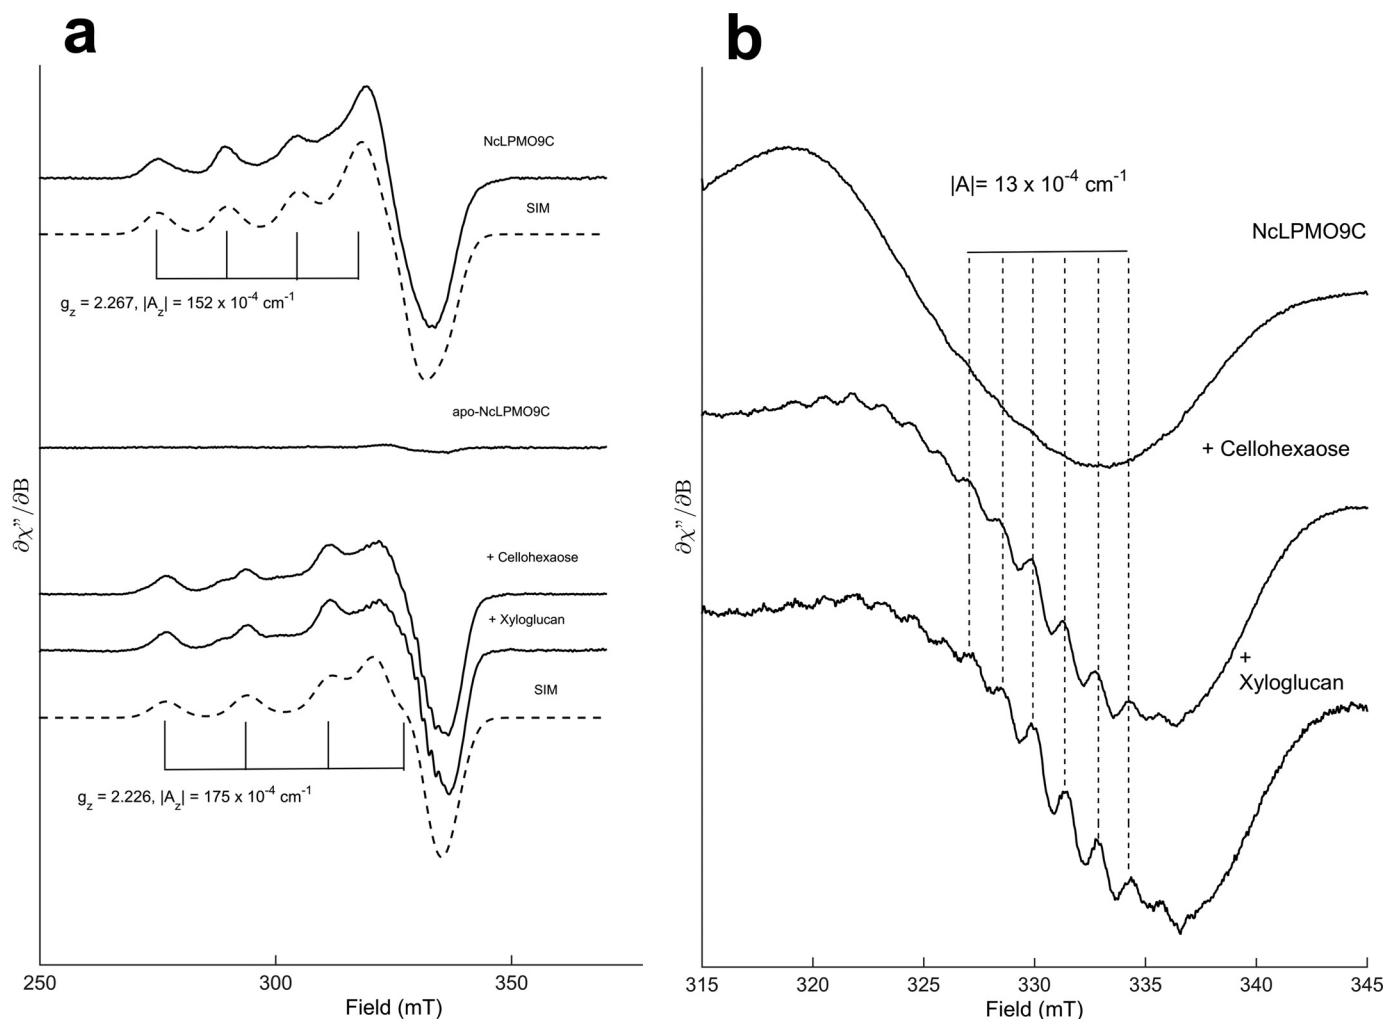 a
NcLPMO9C
SIM
g_z = 2.267, |A_z| = 152 x 10^-4 cm^-1
apo-NcLPMO9C
+ Cellohexaose
+ Xyloglucan
SIM
g_z = 2.226, |A_z| = 175 x 10^-4 cm^-1
∂χ''/∂B
250
300
350
Field (mT)
b
|A|= 13 x 10^-4 cm^-1
NcLPMO9C
+ Cellohexaose
+
Xyloglucan
∂χ''/∂B
315
320
325
330
335
340
345
Field (mT)